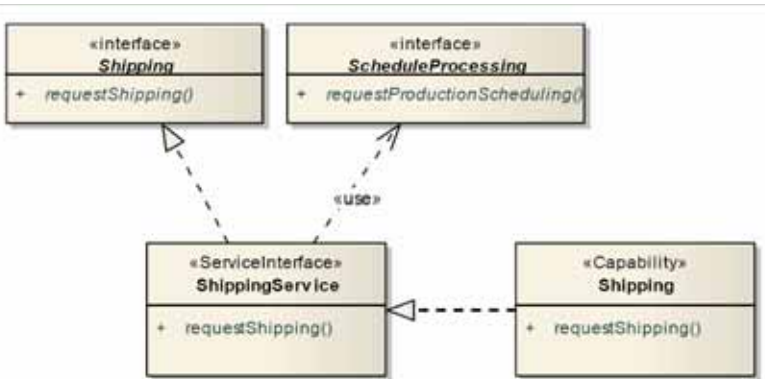 «interface»
Shipping
+ requestShipping()
«interface»
ScheduleProcessing
+ requestProductionScheduling()
«use»
«ServiceInterface»
ShippingService
+ requestShipping()
«Capability»
Shipping
+ requestShipping()